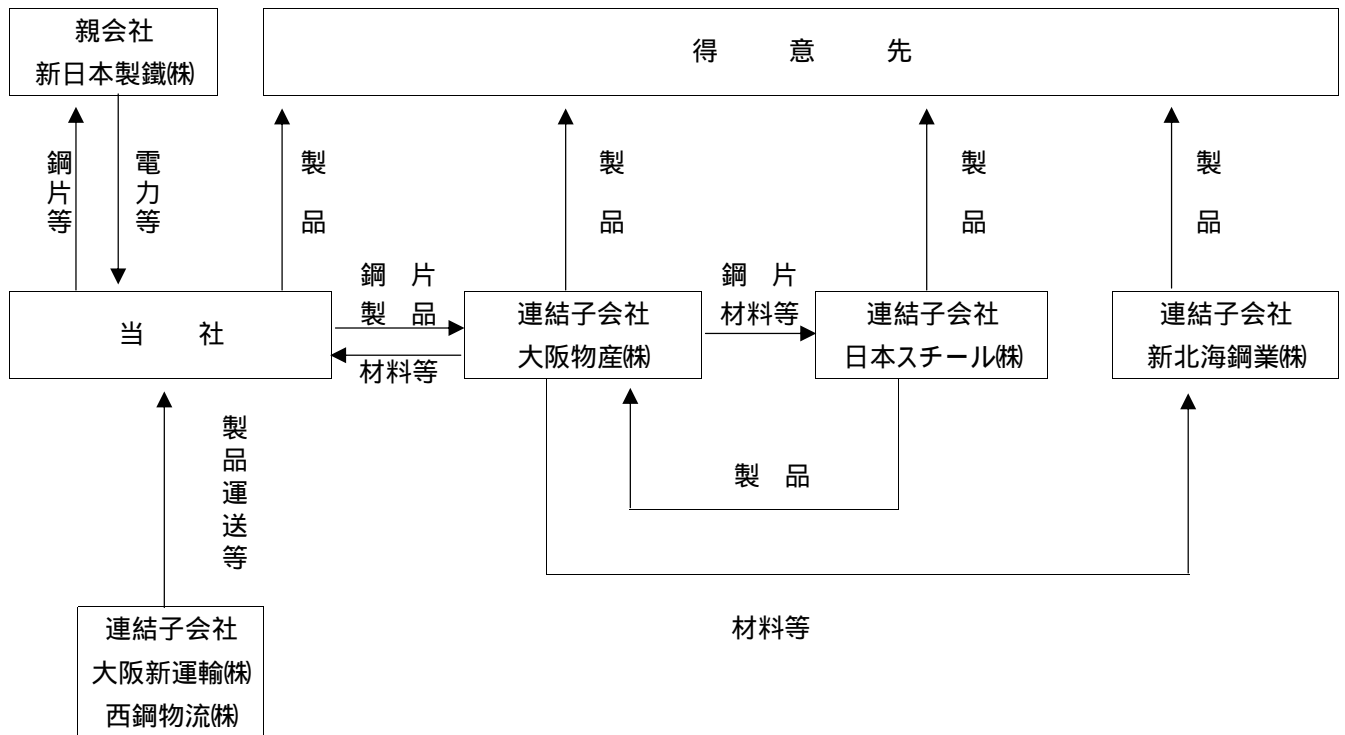 親会社
新日本製鐵㈱
得　意　先
鋼片等
電力等
製品
製品
製品
製品
鋼　片
製　品
材料等
鋼　片
材料等
当　社
連結子会社
大阪物産㈱
連結子会社
日本スチール㈱
連結子会社
新北海鋼業㈱
製品運送等
製　品
材料等
連結子会社
大阪新運輸㈱
西鋼物流㈱